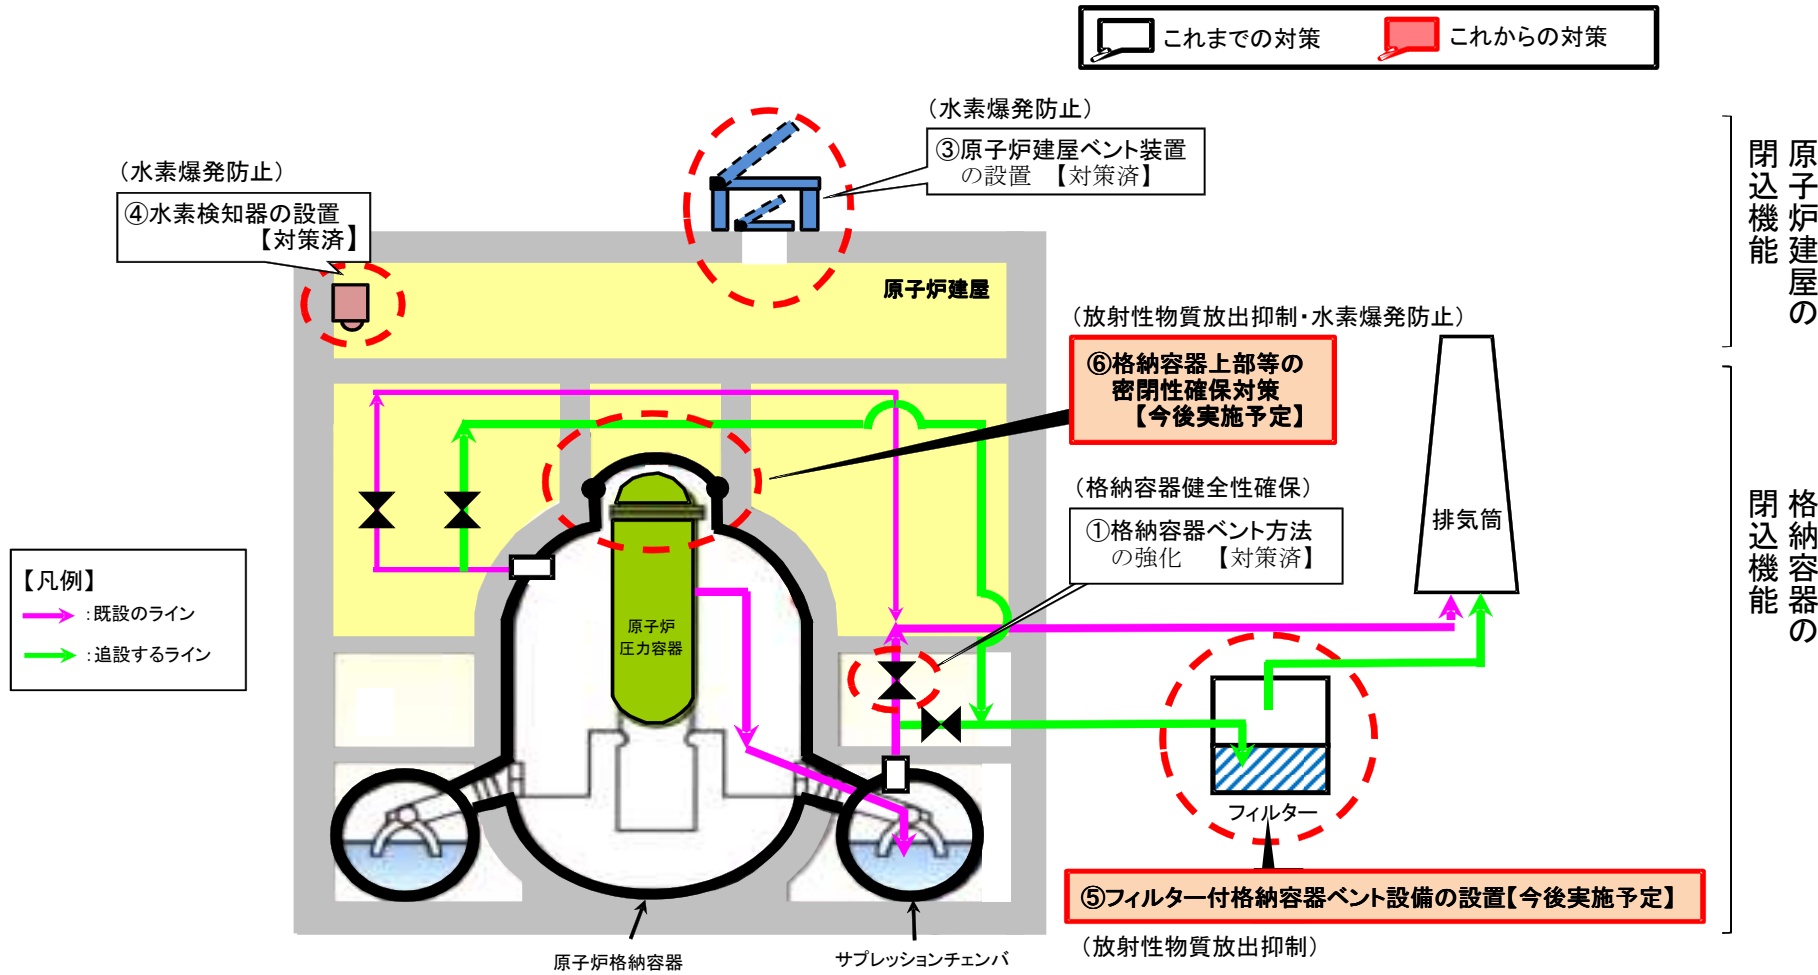 これまでの対策
これからの対策
（水素爆発防止）
③原子炉建屋ベント装置
の設置 【対策済】
（水素爆発防止）
④水素検知器の設置
【対策済】
原子炉建屋
原子炉建屋の
閉込機能
（放射性物質放出抑制・水素爆発防止）
⑥格納容器上部等の
密閉性確保対策
【今後実施予定】
（格納容器健全性確保）
①格納容器ベント方法
の強化 【対策済】
排気筒
格納容器の
閉込機能
【凡例】
：既設のライン
：追設するライン
原子炉
圧力容器
フィルター
⑤フィルター付格納容器ベント設備の設置【今後実施予定】
（放射性物質放出抑制）
原子炉格納容器
サプレッションチェンバ